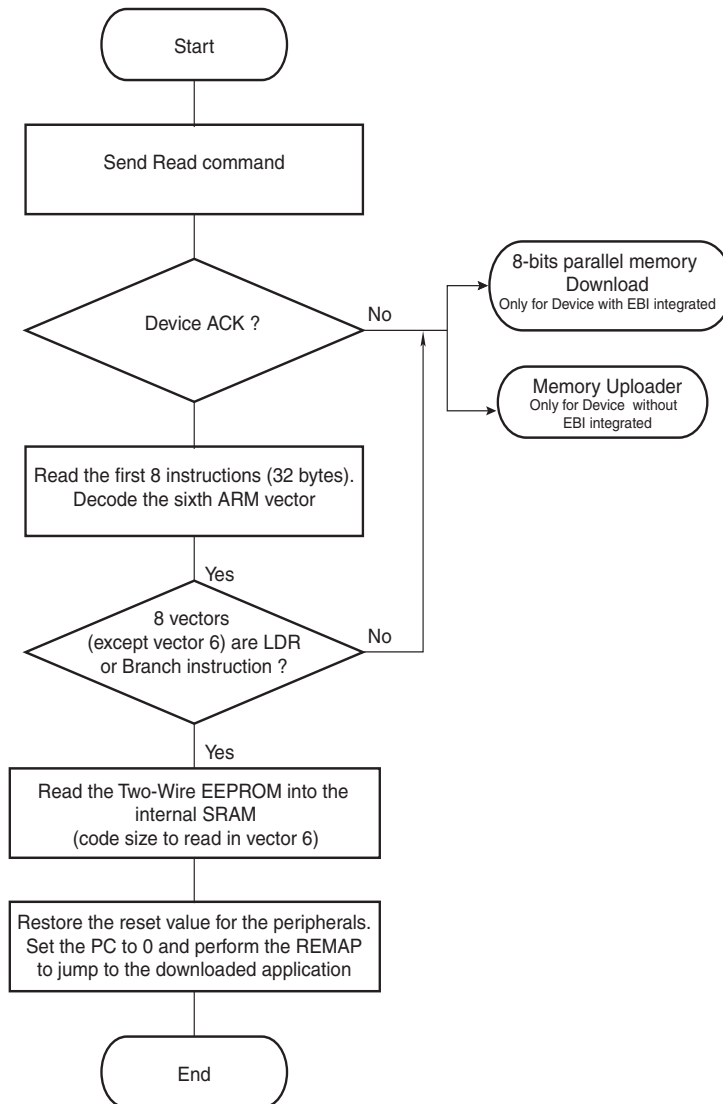 Start
Send Read command
Device ACK ?
No
8-bits parallel memory
Download
Only for Device with EBI integrated
Memory Uploader
Only for Device without
EBI integrated
Read the first 8 instructions (32 bytes).
Decode the sixth ARM vector
Yes
8 vectors
(except vector 6) are LDR
or Branch instruction ?
No
Yes
Read the Two-Wire EEPROM into the
internal SRAM
(code size to read in vector 6)
Restore the reset value for the peripherals.
Set the PC to 0 and perform the REMAP
to jump to the downloaded application
End